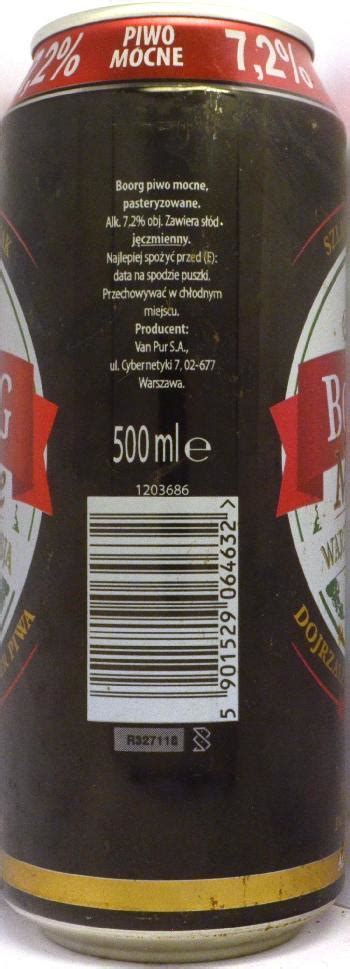 7,2% PIWO MOCNE 7,2%
Boorg piwo mocne,
pasteryzowane.
Alk. 7,2% obj. Zawiera słód
jęczmienny.
Najlepiej spożyć przed (E):
data na spodzie puszki.
Przechowywać w chłodnym
miejscu.
Producent:
Van Pur S.A.,
ul. Cybernetyki 7, 02-677
Warszawa.
500 ml e
1203686
5 901529 064632 >
R327118